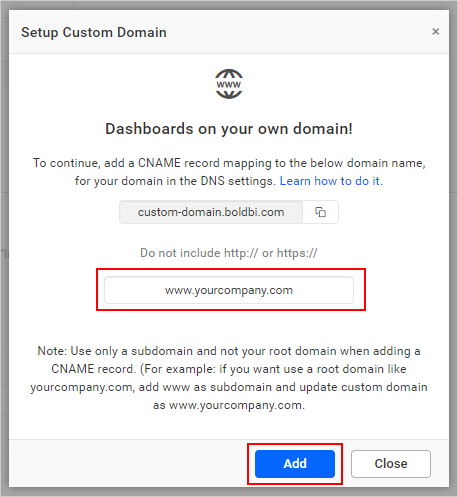 Setup Custom Domain ×
www
Dashboards on your own domain!
To continue, add a CNAME record mapping to the below domain name,
for your domain in the DNS settings. Learn how to do it.
custom-domain.boldbi.com
Do not include http:// or https://
www.yourcompany.com
Note: Use only a subdomain and not your root domain when adding a
CNAME record. (For example: if you want use a root domain like
yourcompany.com, add www as subdomain and update custom domain
as www.yourcompany.com.
Add Close